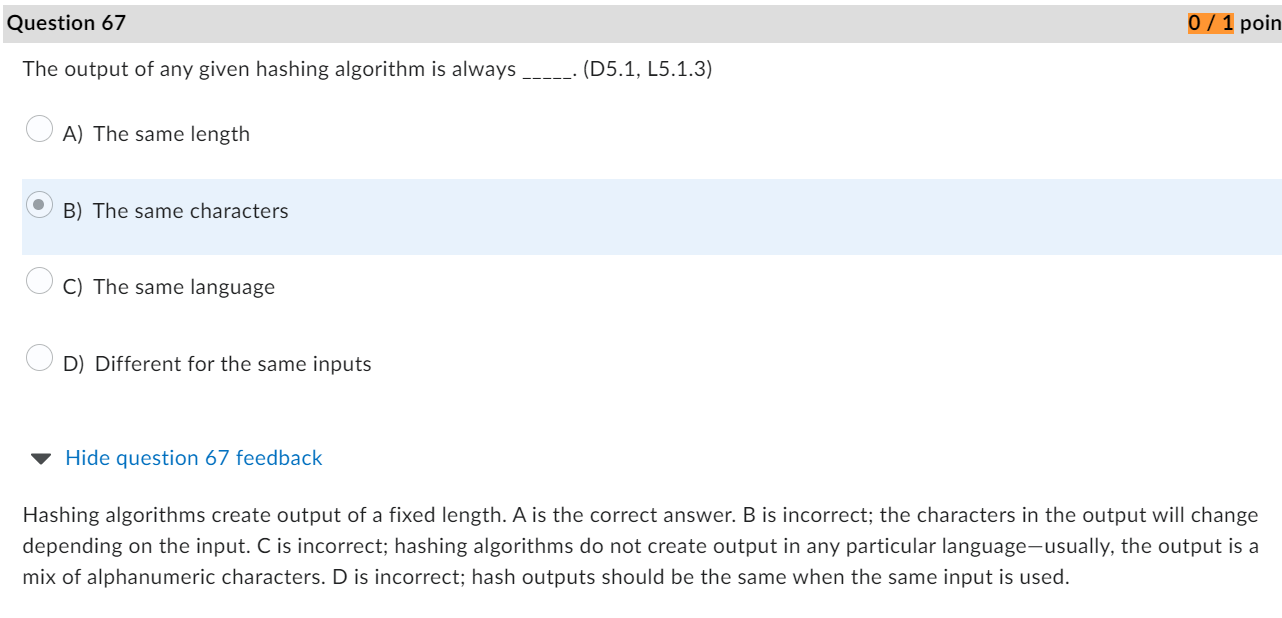 Question 67
0 / 1 poin
The output of any given hashing algorithm is always _____. (D5.1, L5.1.3)
A) The same length
B) The same characters
C) The same language
D) Different for the same inputs
Hide question 67 feedback
Hashing algorithms create output of a fixed length. A is the correct answer. B is incorrect; the characters in the output will change
depending on the input. C is incorrect; hashing algorithms do not create output in any particular language—usually, the output is a
mix of alphanumeric characters. D is incorrect; hash outputs should be the same when the same input is used.